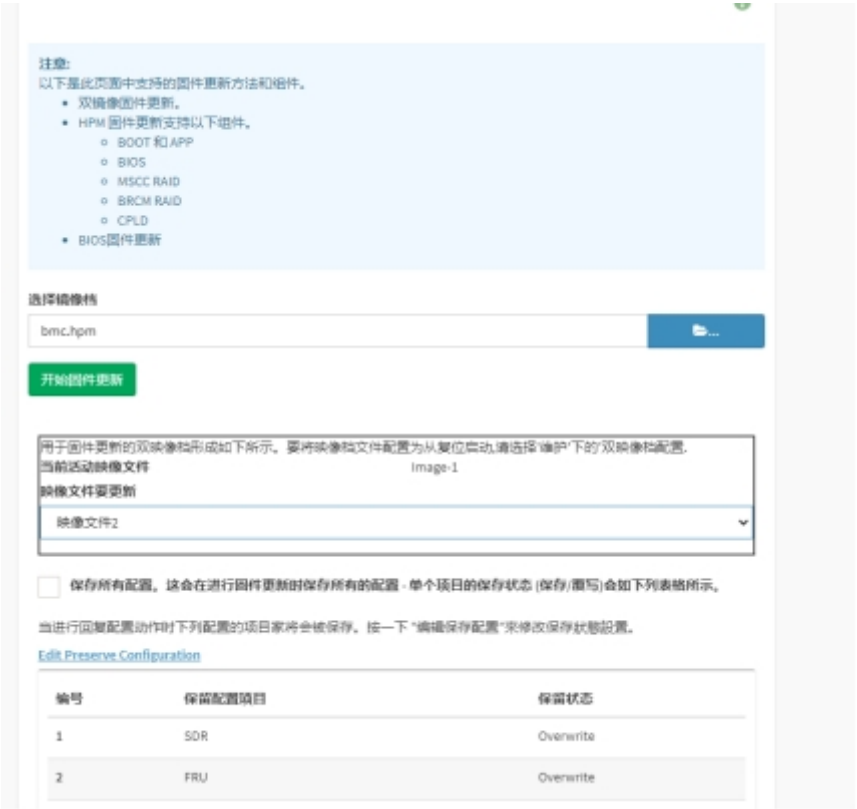 注意:
以下是此页面中支持的固件更新方法和组件。
双镜像固件更新。
HPM 固件更新支持以下组件。
BOOT 和 APP
BIOS
MSCC RAID
BRCM RAID
CPLD
BIOS固件更新
选择镜像档
bmc.hpm
...
开始固件更新
用于固件更新的双映像档形成如下所示。要将映像档文件配置为从复位启动,请选择'维护'下的'双映像档配置.
当前活动映像文件 Image-1
映像文件要更新
映像文件2
保存所有配置。这会在进行固件更新时保存所有的配置 - 单个项目的保存状态 (保存/覆写)会如下列表格所示。
当进行回复配置动作时下列配置的项目家将会被保存。按一下 "编辑保存配置"来修改保存狀態設置。
Edit Preserve Configuration
编号 保留配置项目 保留状态
1 SDR Overwrite
2 FRU Overwrite